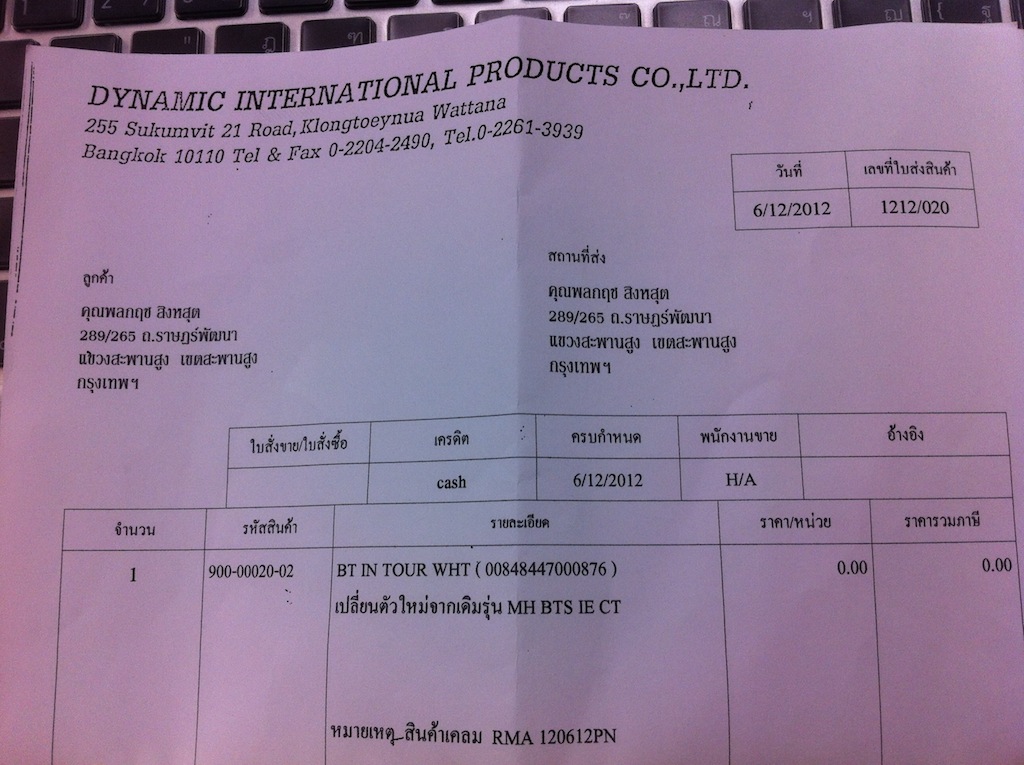 DYNAMIC INTERNATIONAL PRODUCTS CO.,LTD.
255 Sukumvit 21 Road, Klongtoeynua Wattana
Bangkok 10110 Tel & Fax 0-2204-2490, Tel.0-2261-3939
วันที่ เลขที่ใบส่งสินค้า
6/12/2012 1212/020
ลูกค้า
คุณพลกฤช สิงหสุต
289/265 ถ.ราษฎร์พัฒนา
แขวงสะพานสูง เขตสะพานสูง
กรุงเทพฯ
สถานที่ส่ง
คุณพลกฤช สิงหสุต
289/265 ถ.ราษฎร์พัฒนา
แขวงสะพานสูง เขตสะพานสูง
กรุงเทพฯ
ใบสั่งขาย/ใบสั่งซื้อ เครดิต ครบกำหนด พนักงานขาย อ้างอิง
cash 6/12/2012 H/A
จำนวน รหัสสินค้า รายละเอียด ราคา/หน่วย ราคารวมภาษี
1 900-00020-02 BT IN TOUR WHT ( 00848447000876 ) 0.00 0.00
เปลี่ยนตัวใหม่จากเดิมรุ่น MH BTS IE CT
หมายเหตุ สินค้าเคลม RMA 120612PN